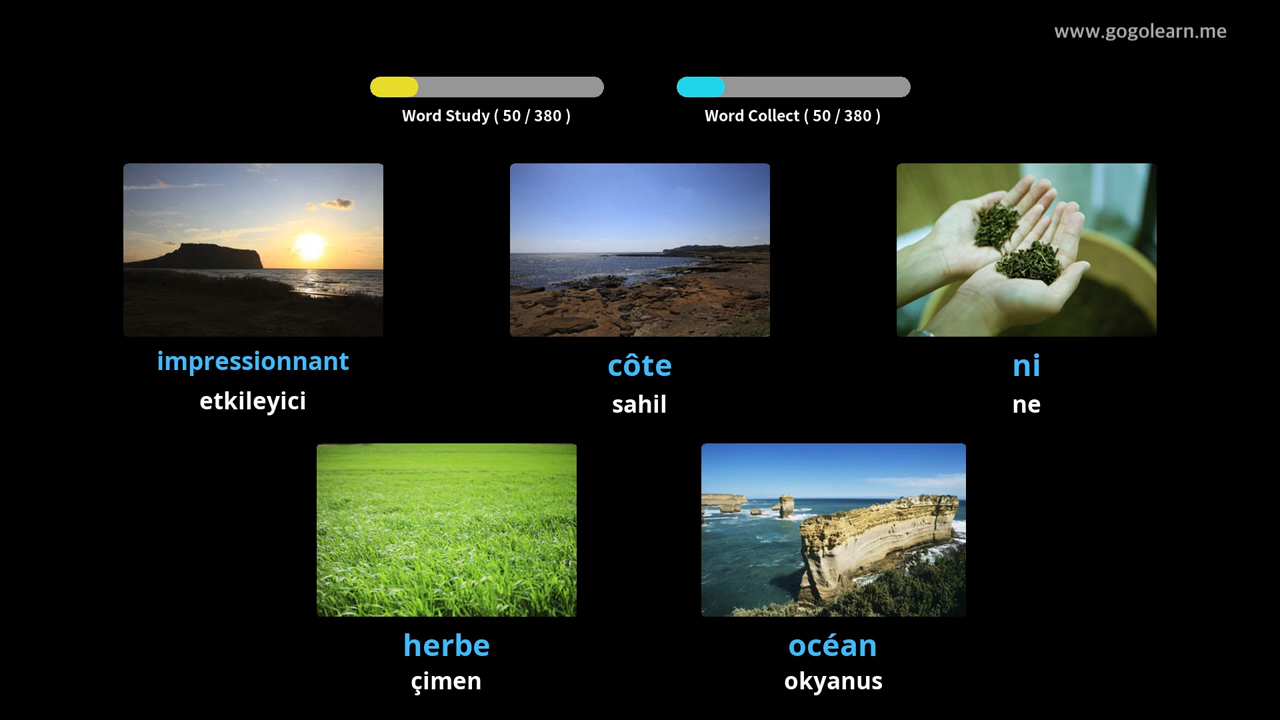 www.gogolearn.me
Word Study ( 50 / 380 )
Word Collect ( 50 / 380 )
impressionnant
etkileyici
côte
sahil
ni
ne
herbe
çimen
océan
okyanus